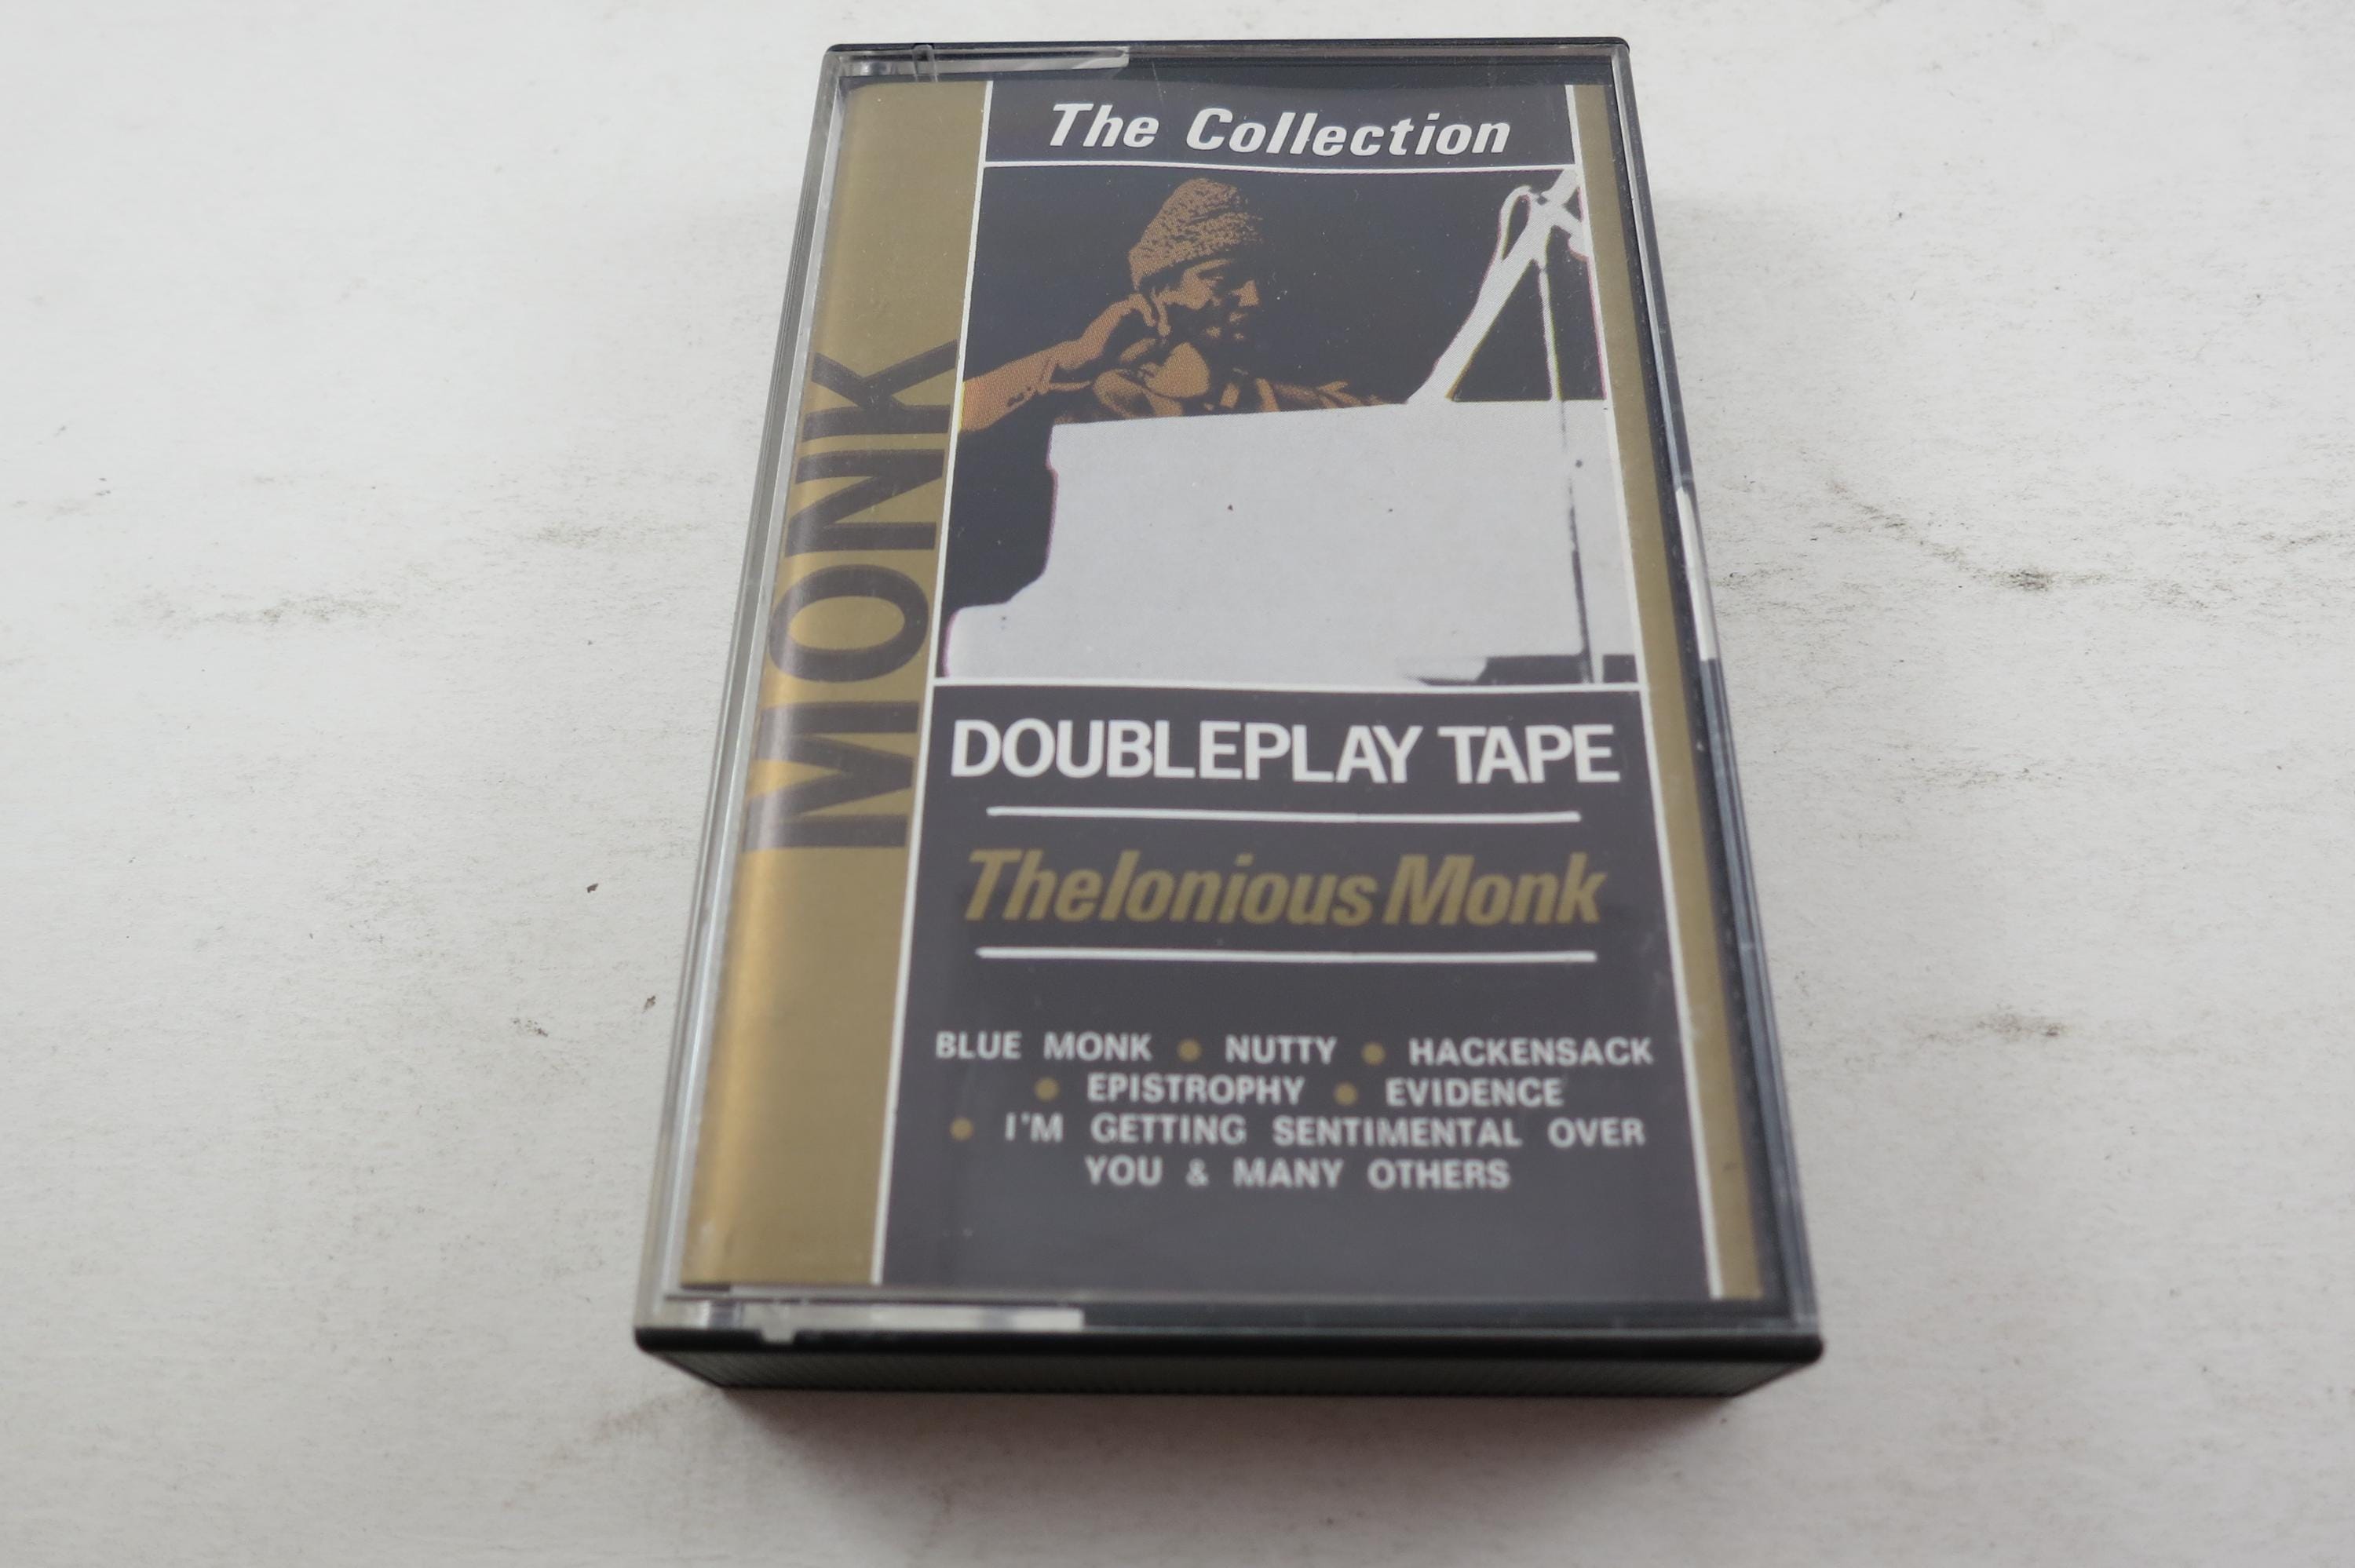 The Collection
MONK
DOUBLEPLAY TAPE
Thelonious Monk
BLUE MONK • NUTTY • HACKENSACK
• EPISTROPHY • EVIDENCE
• I'M GETTING SENTIMENTAL OVER
YOU & MANY OTHERS